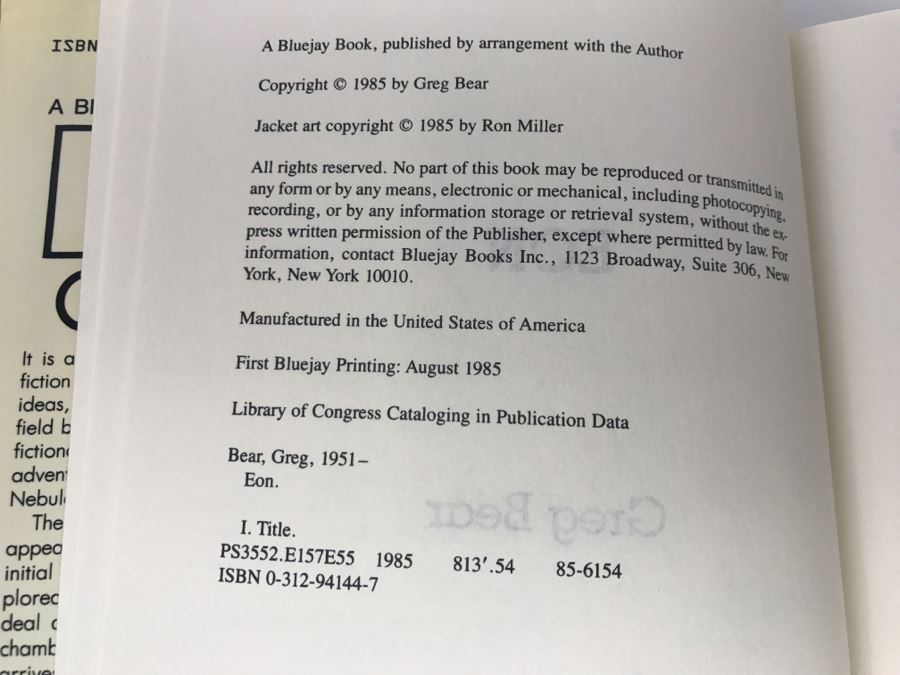 ISBN
A Bl
It is a
fiction
ideas,
field b
fiction
adven
Nebul
The
appea
initial
plored
deal
chamb
arrive
A Bluejay Book, published by arrangement with the Author
Copyright © 1985 by Greg Bear
Jacket art copyright © 1985 by Ron Miller
All rights reserved. No part of this book may be reproduced or transmitted in
any form or by any means, electronic or mechanical, including photocopying,
recording, or by any information storage or retrieval system, without the ex-
press written permission of the Publisher, except where permitted by law. For
information, contact Bluejay Books Inc., 1123 Broadway, Suite 306, New
York, New York 10010.
Manufactured in the United States of America
First Bluejay Printing: August 1985
Library of Congress Cataloging in Publication Data
Bear, Greg, 1951–
Eon.
I. Title.
PS3552.E157E55 1985 813'.54 85-6154
ISBN 0-312-94144-7
Greg Bear